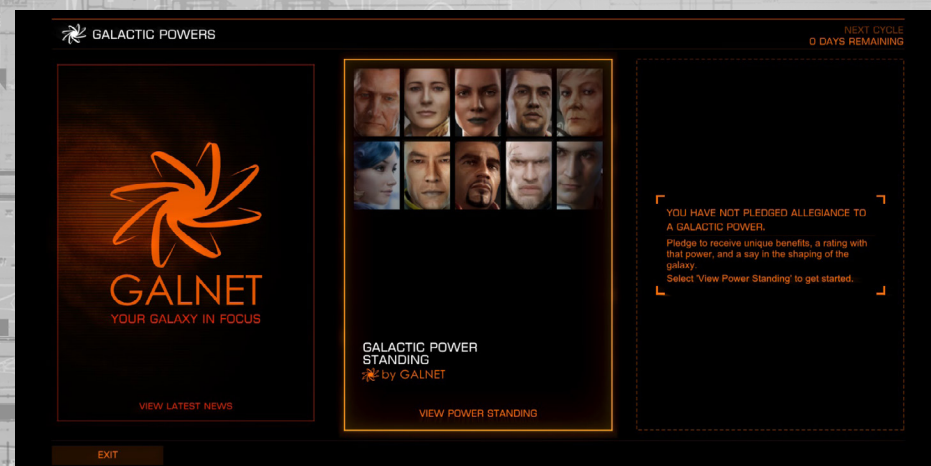 GALACTIC POWERS
NEXT CYCLE
0 DAYS REMAINING
GALNET
YOUR GALAXY IN FOCUS
VIEW LATEST NEWS
GALACTIC POWER
STANDING
by GALNET
VIEW POWER STANDING
YOU HAVE NOT PLEDGED ALLEGIANCE TO
A GALACTIC POWER.
Pledge to receive unique benefits, a rating with
that power, and a say in the shaping of the
galaxy.
Select 'View Power Standing' to get started.
EXIT